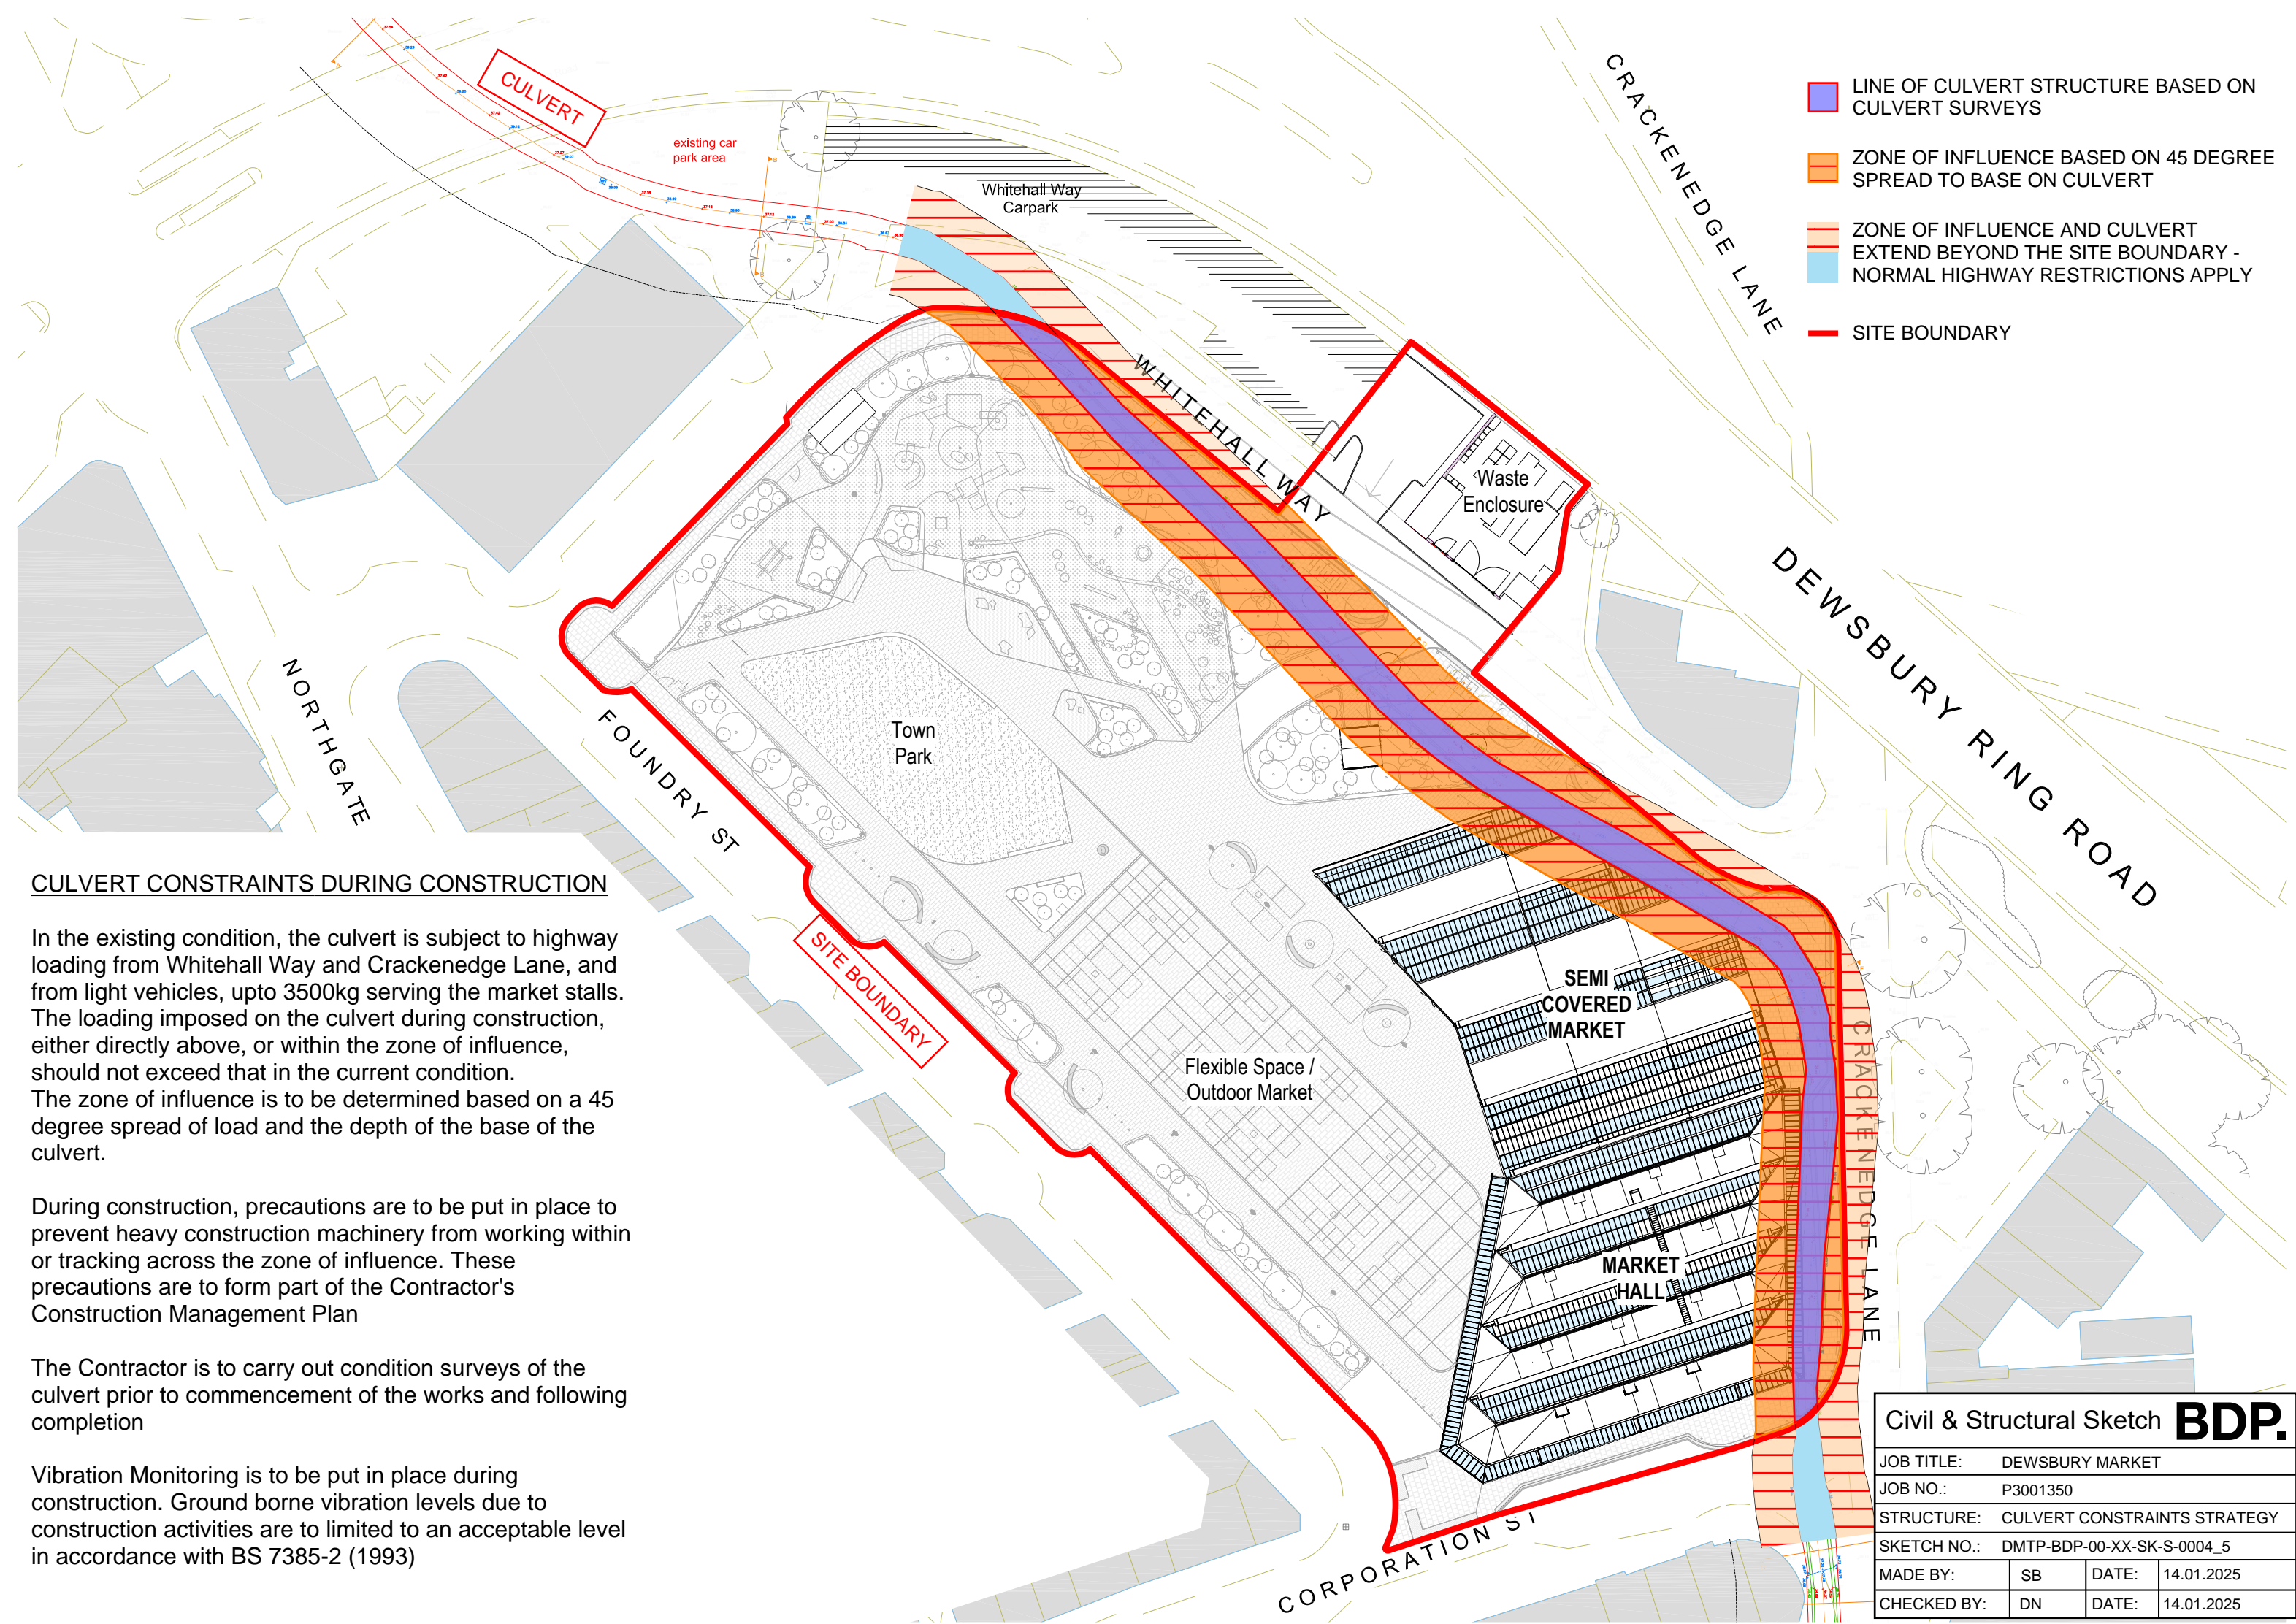 CULVERT
existing car
park area
Whitehall Way
Carpark
CRACKENEDGE LANE
LINE OF CULVERT STRUCTURE BASED ON
CULVERT SURVEYS
ZONE OF INFLUENCE BASED ON 45 DEGREE
SPREAD TO BASE ON CULVERT
ZONE OF INFLUENCE AND CULVERT
EXTEND BEYOND THE SITE BOUNDARY -
NORMAL HIGHWAY RESTRICTIONS APPLY
SITE BOUNDARY
WHITEHALL WAY
Waste
Enclosure
DEWSBURY RING ROAD
NORTHGATE
FOUNDRY ST
Town
Park
SITE BOUNDARY
SEMI
COVERED
MARKET
Flexible Space /
Outdoor Market
CRACKENEDGE LANE
MARKET
HALL
CORPORATION ST
CULVERT CONSTRAINTS DURING CONSTRUCTION
In the existing condition, the culvert is subject to highway
loading from Whitehall Way and Crackenedge Lane, and
from light vehicles, upto 3500kg serving the market stalls.
The loading imposed on the culvert during construction,
either directly above, or within the zone of influence,
should not exceed that in the current condition.
The zone of influence is to be determined based on a 45
degree spread of load and the depth of the base of the
culvert.
During construction, precautions are to be put in place to
prevent heavy construction machinery from working within
or tracking across the zone of influence. These
precautions are to form part of the Contractor's
Construction Management Plan
The Contractor is to carry out condition surveys of the
culvert prior to commencement of the works and following
completion
Vibration Monitoring is to be put in place during
construction. Ground borne vibration levels due to
construction activities are to limited to an acceptable level
in accordance with BS 7385-2 (1993)
Civil & Structural Sketch BDP.
JOB TITLE: DEWSBURY MARKET
JOB NO.: P3001350
STRUCTURE: CULVERT CONSTRAINTS STRATEGY
SKETCH NO.: DMTP-BDP-00-XX-SK-S-0004_5
MADE BY: SB DATE: 14.01.2025
CHECKED BY: DN DATE: 14.01.2025